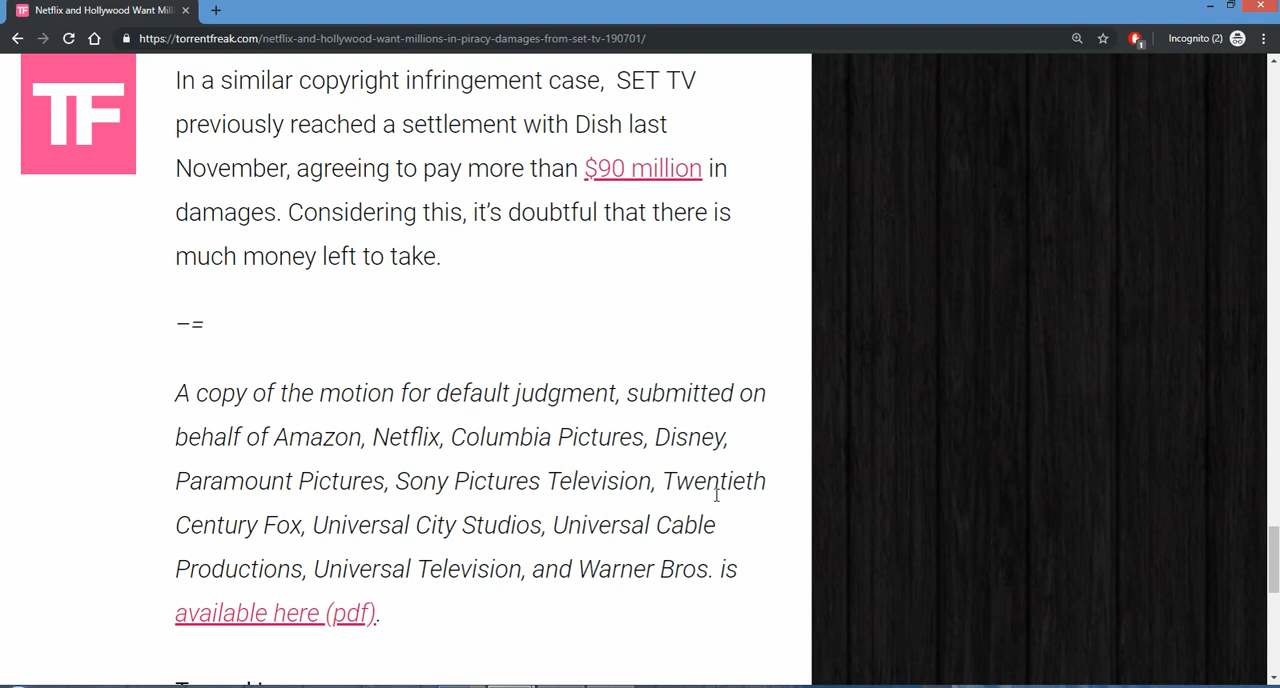 Netflix and Hollywood Want Mill
https://torrentfreak.com/netflix-and-hollywood-want-millions-in-piracy-damages-from-set-tv-190701/
1
Incognito (2)
TF
In a similar copyright infringement case,  SET TV
previously reached a settlement with Dish last
November, agreeing to pay more than $90 million in
damages. Considering this, it’s doubtful that there is
much money left to take.
—=
A copy of the motion for default judgment, submitted on
behalf of Amazon, Netflix, Columbia Pictures, Disney,
Paramount Pictures, Sony Pictures Television, Twentieth
Century Fox, Universal City Studios, Universal Cable
Productions, Universal Television, and Warner Bros. is
available here (pdf).